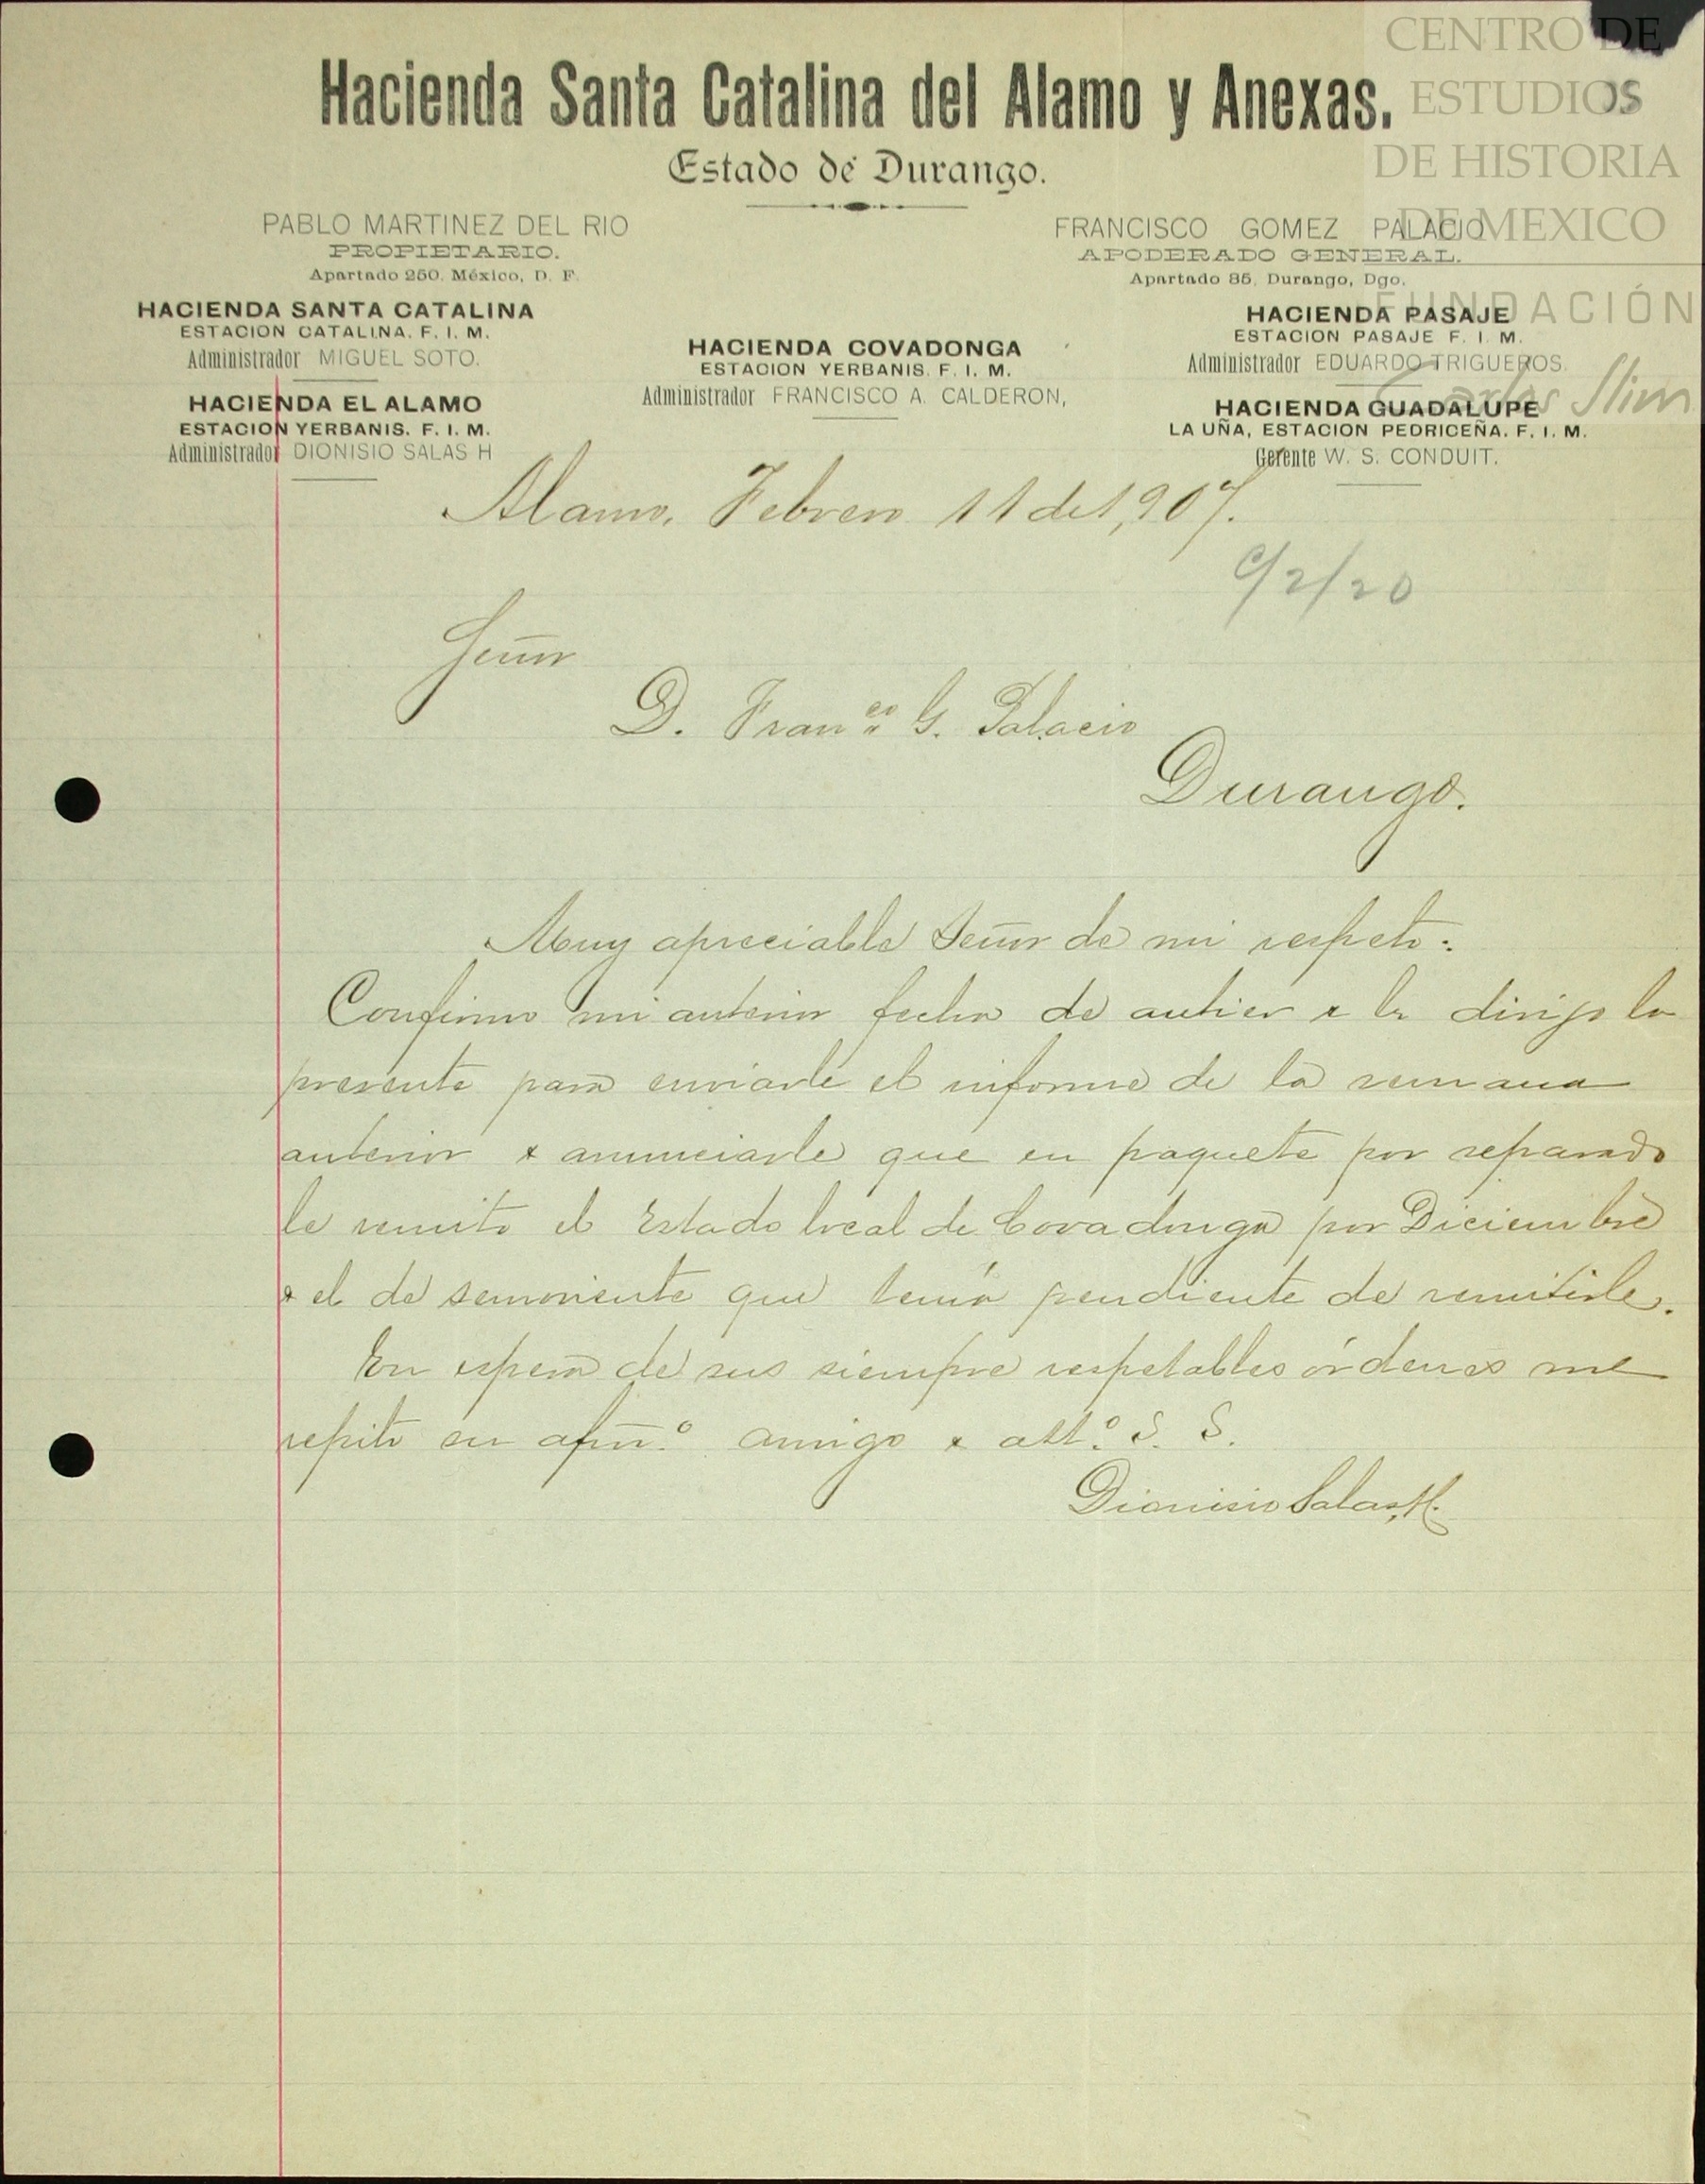 Hacienda Santa Catalina del Alamo y Anexas.
Estado de Durango.
PABLO MARTINEZ DEL RIO
PROPIETARIO.
Apartado 250. México, D. F.
FRANCISCO GOMEZ PALACIO
APODERADO GENERAL.
Apartado 85, Durango, Dgo.
HACIENDA SANTA CATALINA
ESTACION CATALINA. F. I. M.
Administrador MIGUEL SOTO.
HACIENDA EL ALAMO
ESTACION YERBANIS. F. I. M.
Administrador DIONISIO SALAS H
HACIENDA COVADONGA
ESTACION YERBANIS. F. I. M.
Administrador FRANCISCO A. CALDERON,
HACIENDA PASAJE
ESTACION PASAJE F. I. M.
Administrador EDUARDO TRIGUEROS.
HACIENDA GUADALUPE
LA UÑA, ESTACION PEDRICEÑA. F. I. M.
Gerente W. S. CONDUIT.
CENTRO DE
ESTUDIOS
DE HISTORIA
DE MEXICO
FUNDACIÓN
Carlos Slim
Alamo, Febrero 11 de 1,907.
C/2/20
Señor
D. Franco G. Palacio
Durango.
Muy apreciable Señor de mi respeto:
Confirmo mi anterior fecha de antier & le dirijo la
presente para enviarle el informe de la semana
anterior & anunciarle que en paquete por separado
le remito el Estado local de Covadonga por Diciembre
& el de semoviente que tenía pendiente de remitirle.
En espera de sus siempre respetables órdenes me
repito su afmo. amigo & atto. S. S.
Dionisio Salas H.